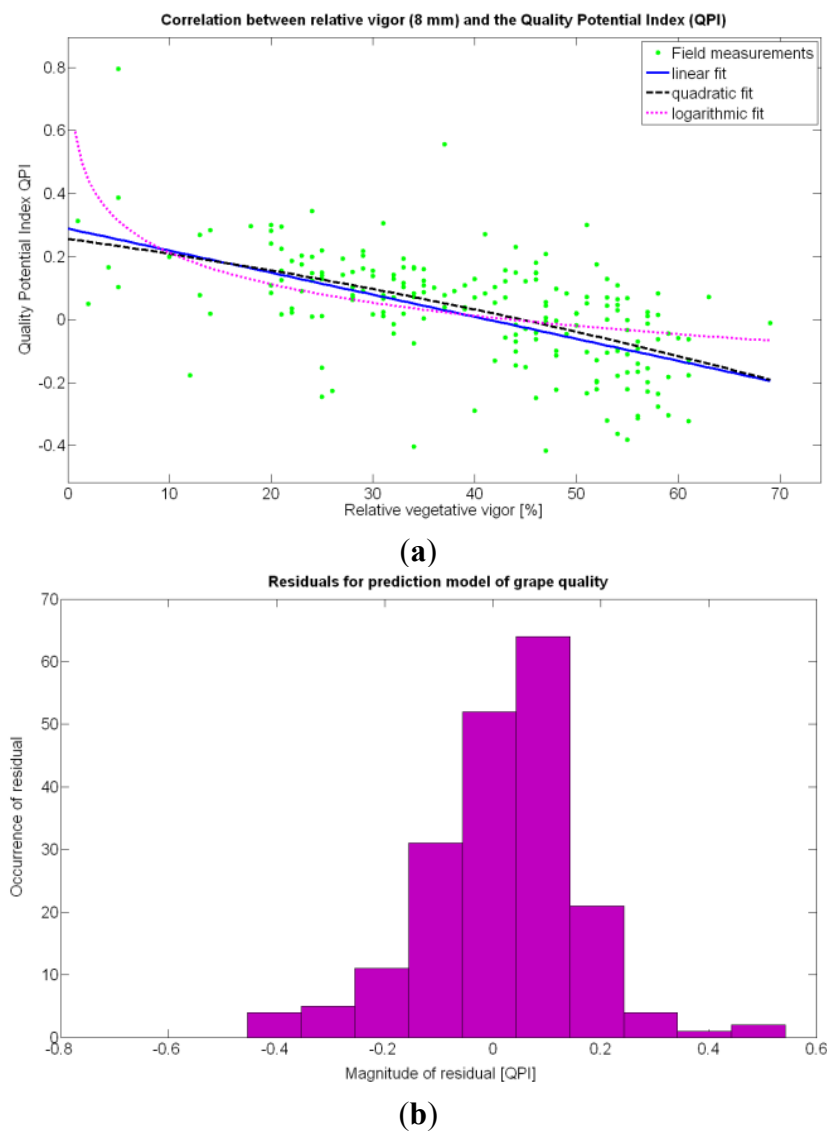 Correlation between relative vigor (8 mm) and the Quality Potential Index (QPI)
Field measurements
linear fit
quadratic fit
logarithmic fit
0.8
0.6
0.4
0.2
0
-0.2
-0.4
Quality Potential Index QPI
0 10 20 30 40 50 60 70
Relative vegetative vigor [%]
(a)
Residuals for prediction model of grape quality
70
60
50
40
30
20
10
0
Occurrence of residual
-0.8 -0.6 -0.4 -0.2 0 0.2 0.4 0.6
Magnitude of residual [QPI]
(b)